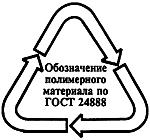 Обозначение
полимерного
материала по
ГОСТ 24888